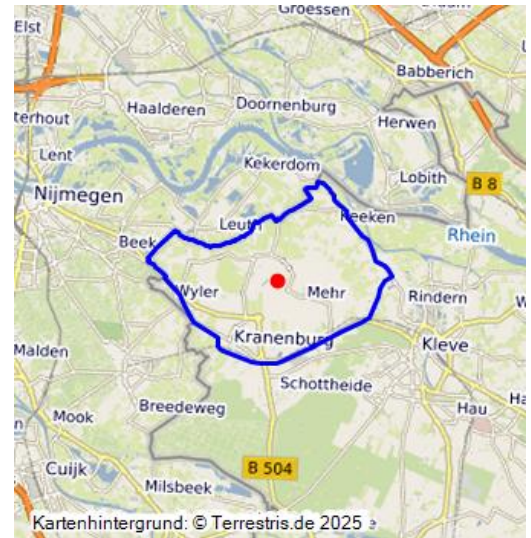 Groessen
Elst
Babberich
Haalderen
Doornenburg
Herwen
Lent
Kekerdom
Lobith
B 8
Nijmegen
Leuth
Keeken
Rhein
Beek
Wyler
Mehr
Rindern
Kranenburg
Malden
Kleve
Schottheide
Breedeweg
Mook
Hau
Cuijk
B 504
Milsbeek
Kartenhintergrund: © Terrestris.de 2025